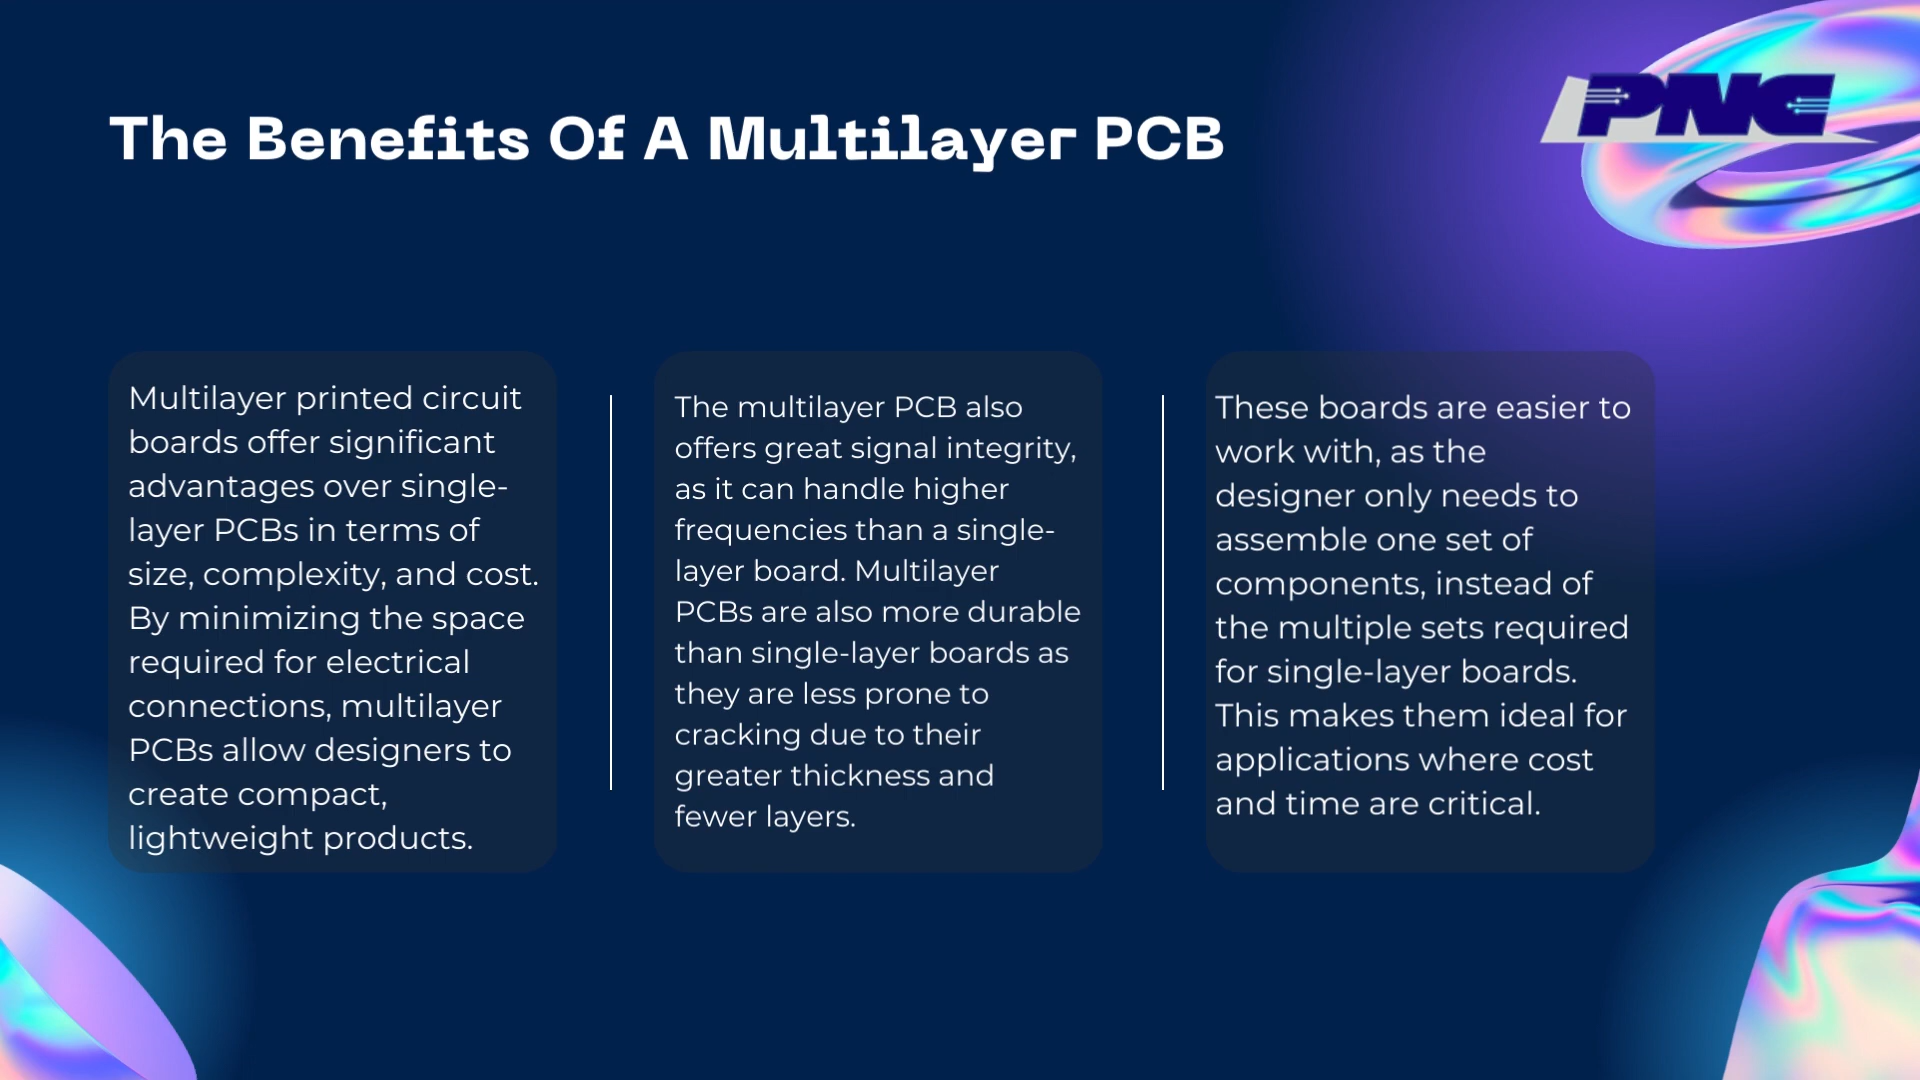 The Benefits Of A Multilayer PCB
PNC
Multilayer printed circuit
boards offer significant
advantages over single-
layer PCBs in terms of
size, complexity, and cost.
By minimizing the space
required for electrical
connections, multilayer
PCBs allow designers to
create compact,
lightweight products.
The multilayer PCB also
offers great signal integrity,
as it can handle higher
frequencies than a single-
layer board. Multilayer
PCBs are also more durable
than single-layer boards as
they are less prone to
cracking due to their
greater thickness and
fewer layers.
These boards are easier to
work with, as the
designer only needs to
assemble one set of
components, instead of
the multiple sets required
for single-layer boards.
This makes them ideal for
applications where cost
and time are critical.